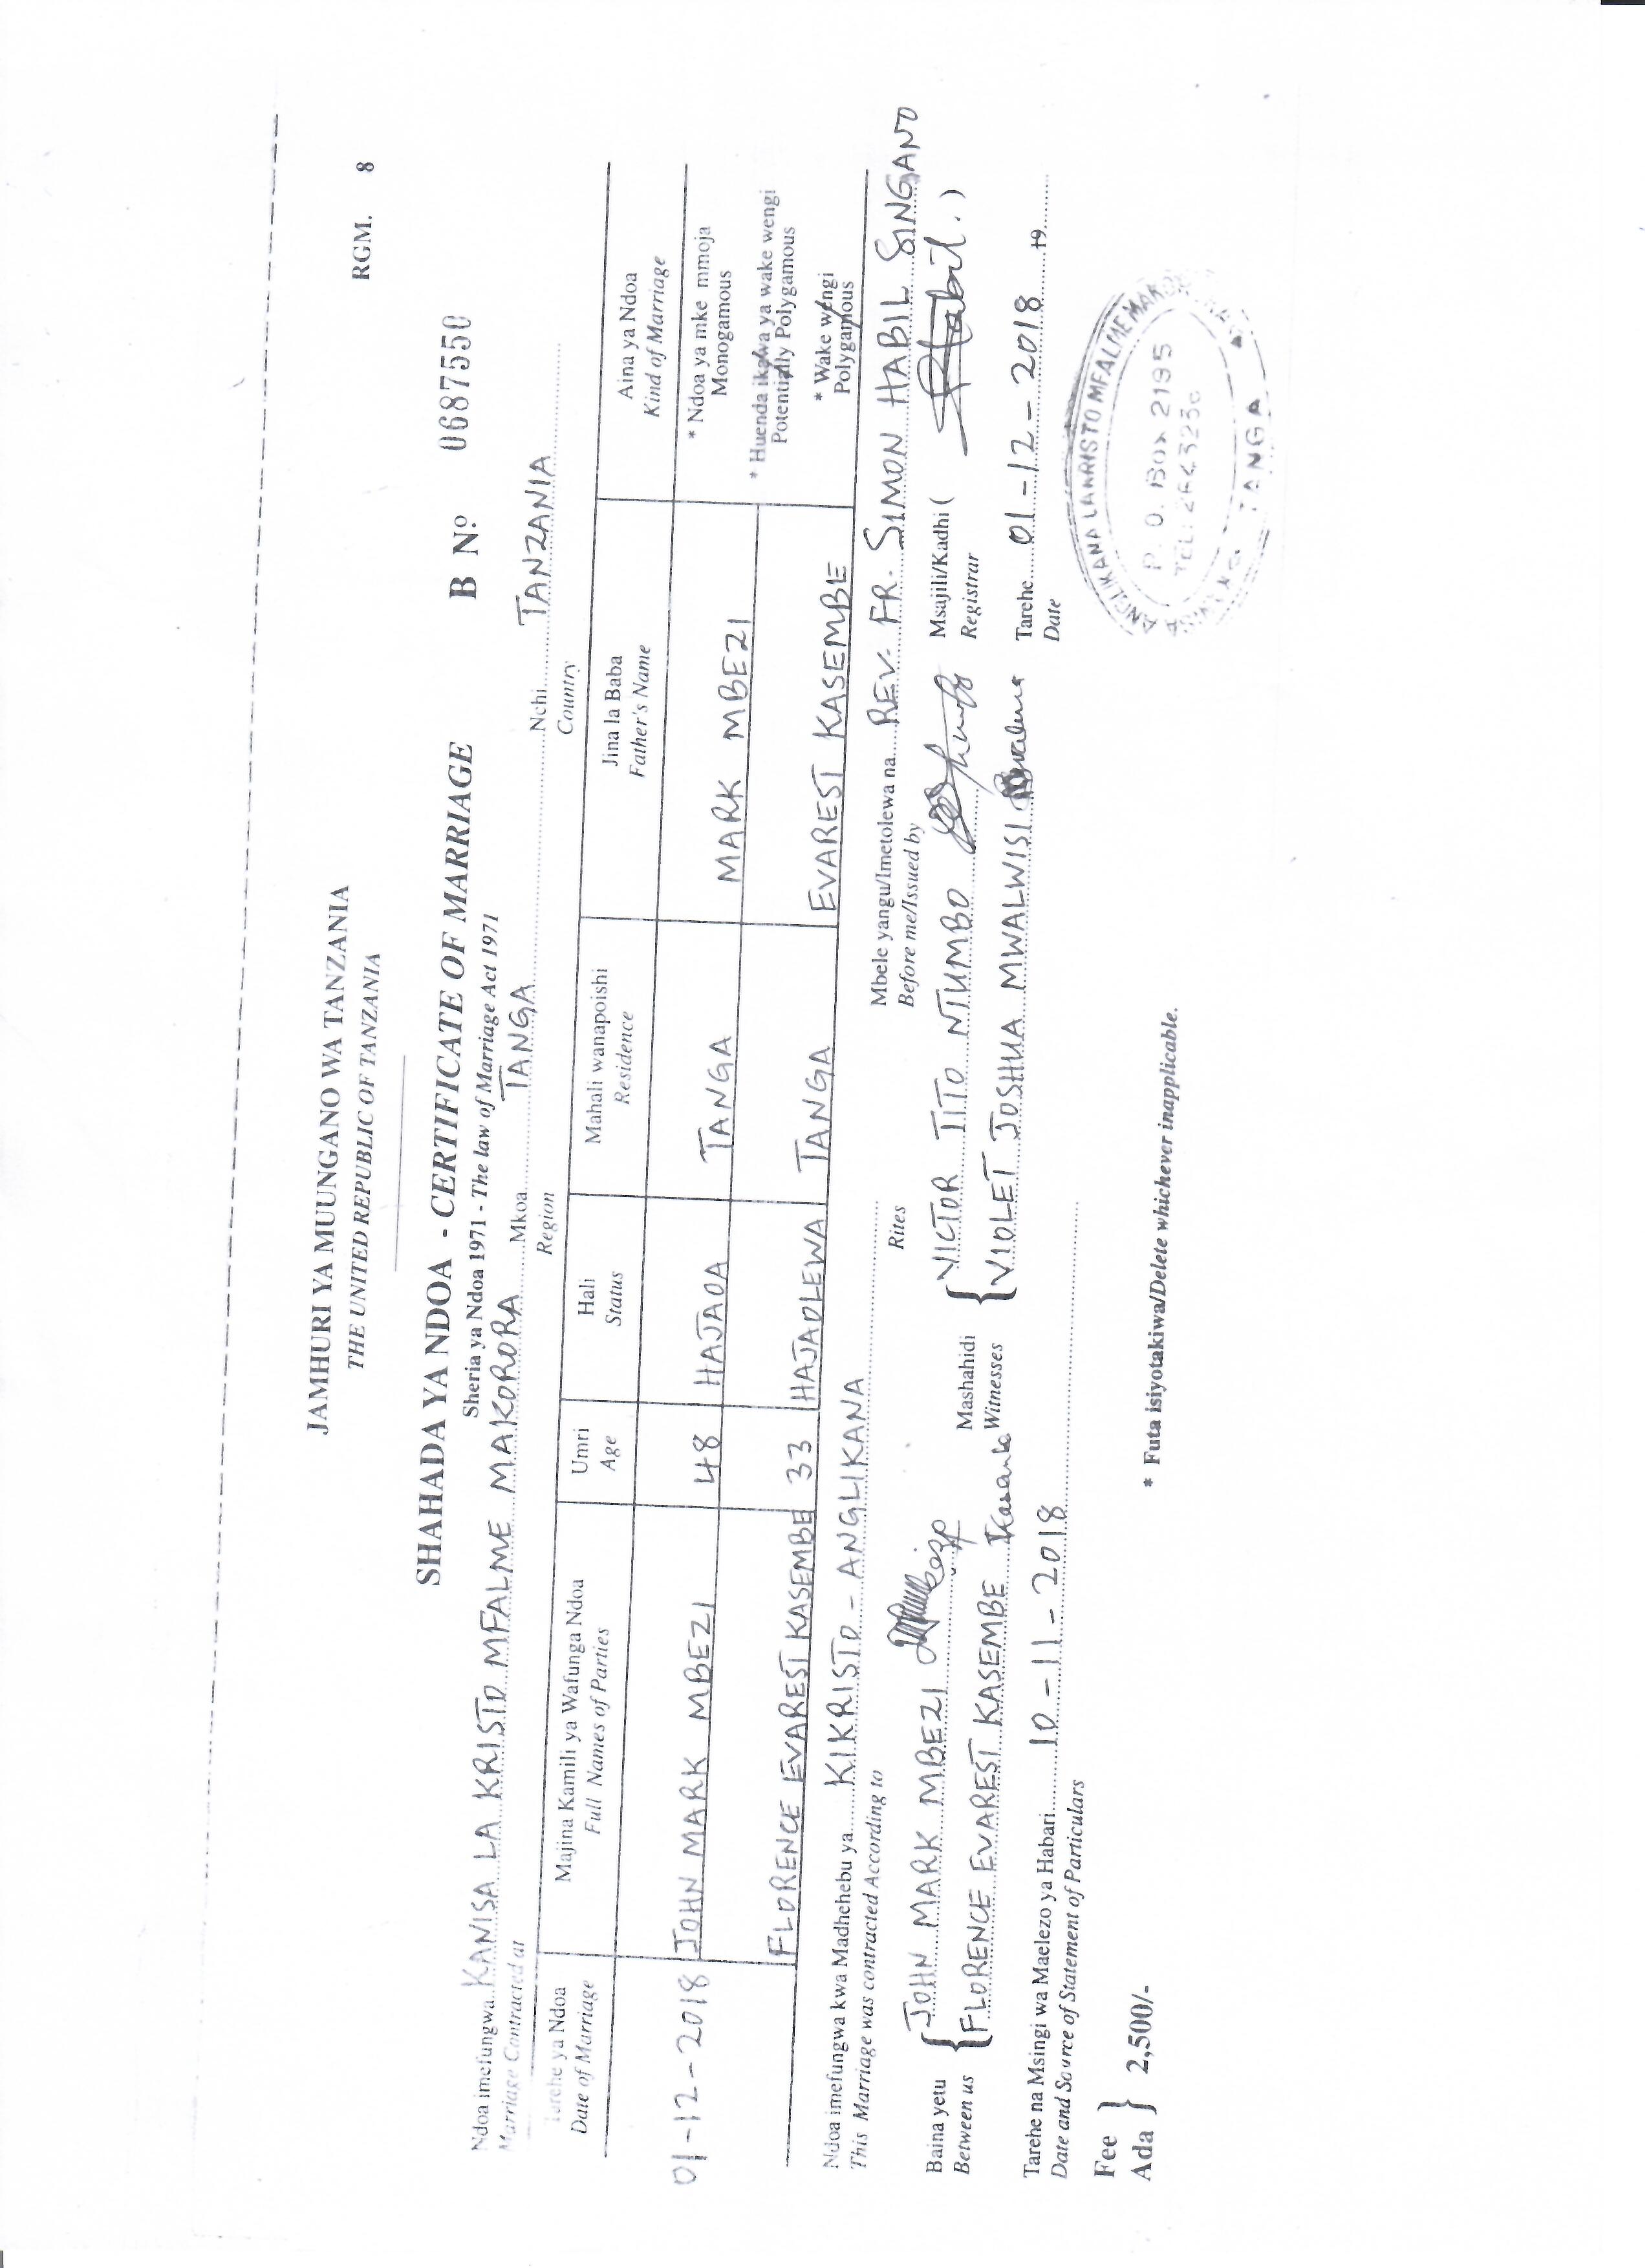 RGM. 8
JAMHURI YA MUUNGANO WA TANZANIA
THE UNITED REPUBLIC OF TANZANIA
SHAHADA YA NDOA - CERTIFICATE OF MARRIAGE
B Nº 0687550
Sheria ya Ndoa 1971 - The law of Marriage Act 1971
Ndoa imefungwa KANISA LA KRISTO MFALME MAKORORA Mkoa TANGA Nchi TANZANIA
Marriage Contracted at Region Country
Tarehe ya Ndoa Majina Kamili ya Wafunga Ndoa Umri Hali Mahali wanapoishi Jina la Baba Aina ya Ndoa
Date of Marriage Full Names of Parties Age Status Residence Father's Name Kind of Marriage
01-12-2018 JOHN MARK MBEZI 48 HAJAOA TANGA MARK MBEZI * Ndoa ya mke mmoja
Monogamous
* Huenda ikawa ya wake wengi
Potentially Polygamous
FLORENCE EVAREST KASEMBE 33 HAJAOLEWA TANGA EVAREST KASEMBE * Wake wengi
Polygamous
Ndoa imefungwa kwa Madhehebu ya KIKRISTO - ANGLIKANA Mbele yangu/Imetolewa na REV. FR. SIMON HABIL SINGANO
This Marriage was contracted According to Rites Before me/Issued by
Baina yetu JOHN MARK MBEZI Mashahidi VICTOR TITO NTUMBO Msajili/Kadhi ( Habil . )
Between us FLORENCE EVAREST KASEMBE Witnesses VIOLET JOSHUA MWALWISI Registrar
Tarehe na Msingi wa Maelezo ya Habari 10-11-2018 Tarehe 01-12-2018 19
Date and Source of Statement of Particulars Date
Fee
Ada } 2,500/-
* Futa isiyotakiwa/Delete whichever inapplicable.
ANGLIKANA LA KRISTO MFALME
P. O. Box 2195
TANGA